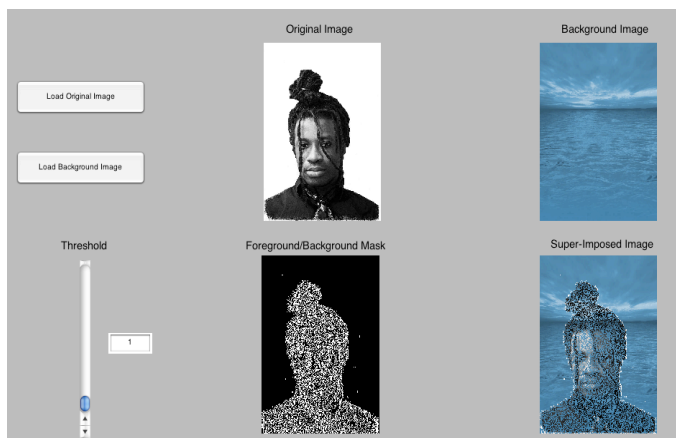 Original Image
Background Image
Load Original Image
Load Background Image
Threshold
Foreground/Background Mask
Super-Imposed Image
1